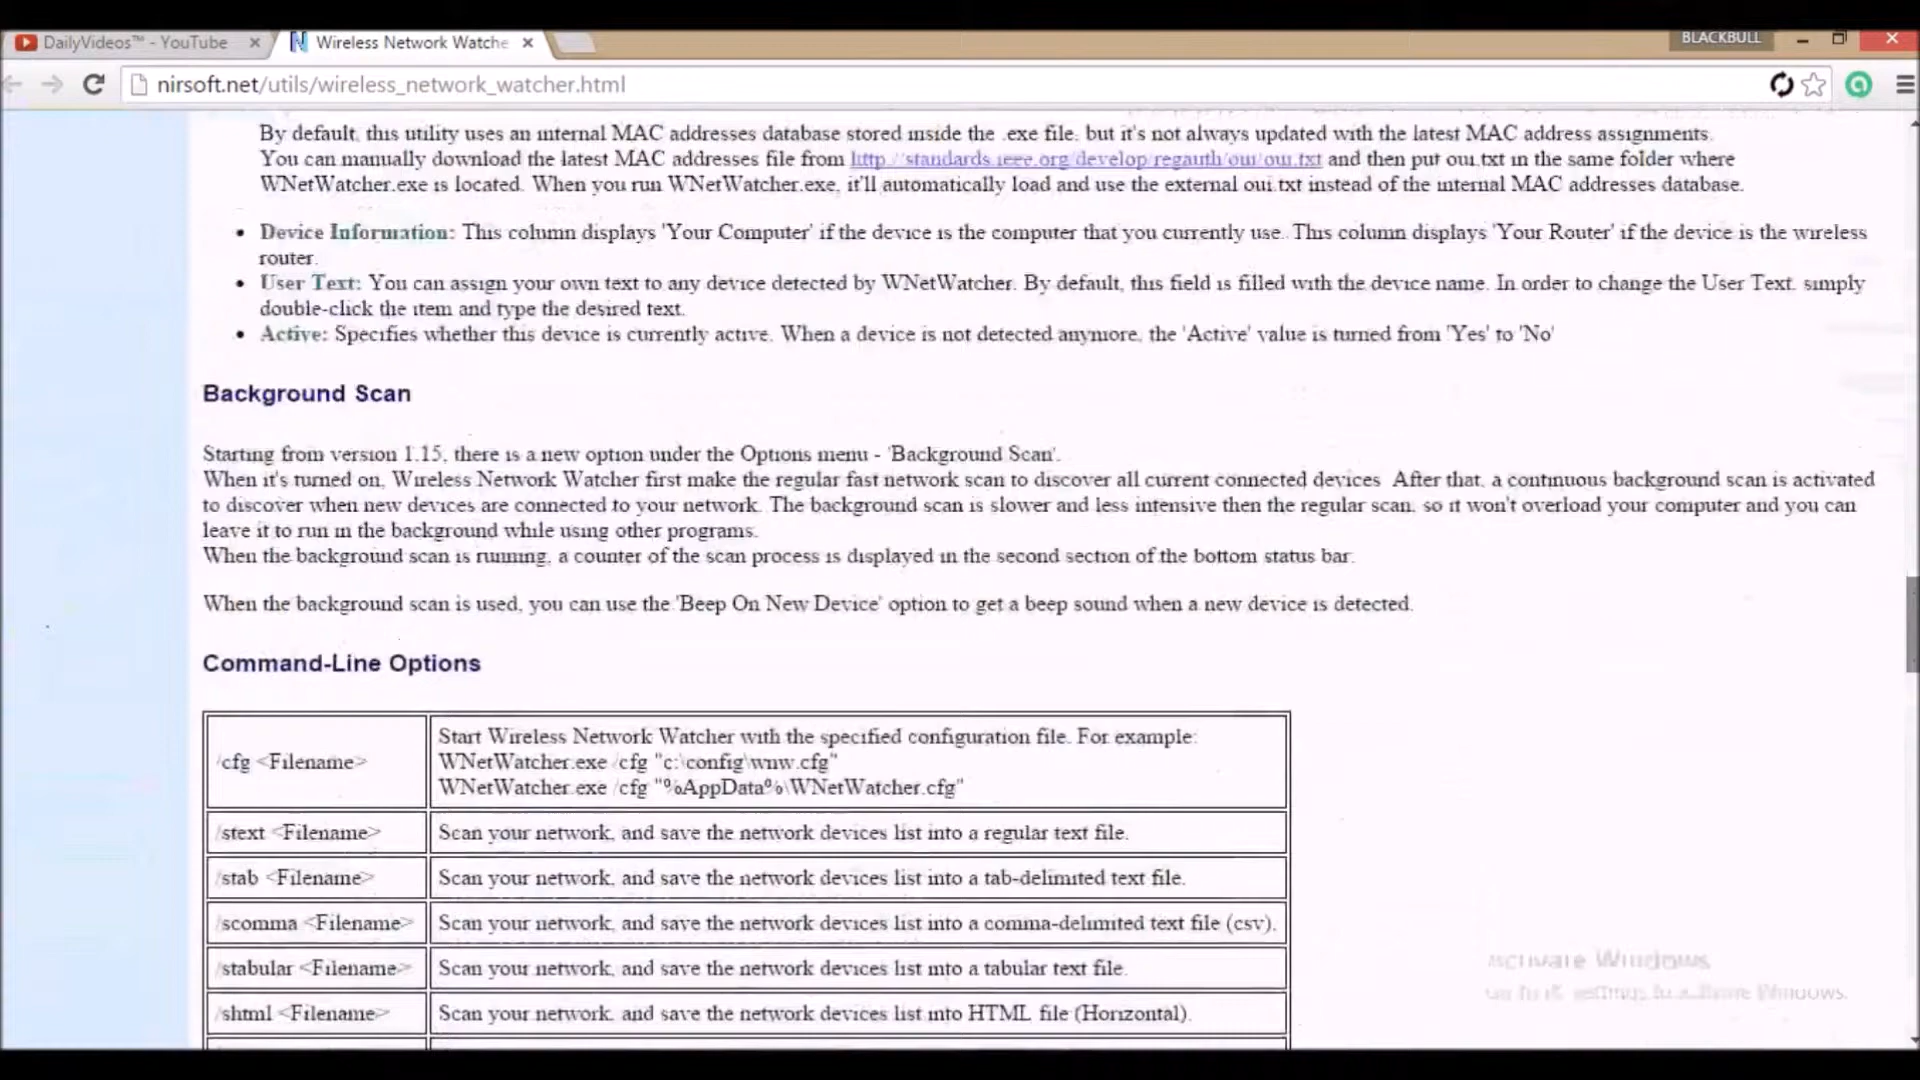 DailyVideos™ - YouTube
Wireless Network Watche
BLACKBULL
nirsoft.net/utils/wireless_network_watcher.html
By default, this utility uses an internal MAC addresses database stored inside the .exe file, but it's not always updated with the latest MAC address assignments.
You can manually download the latest MAC addresses file from http://standards.ieee.org/develop/regauth/oui/oui.txt and then put oui.txt in the same folder where
WNetWatcher.exe is located. When you run WNetWatcher.exe, it'll automatically load and use the external oui.txt instead of the internal MAC addresses database.
• Device Information: This column displays 'Your Computer' if the device is the computer that you currently use. This column displays 'Your Router' if the device is the wireless
router.
• User Text: You can assign your own text to any device detected by WNetWatcher. By default, this field is filled with the device name. In order to change the User Text, simply
double-click the item and type the desired text.
• Active: Specifies whether this device is currently active. When a device is not detected anymore, the 'Active' value is turned from 'Yes' to 'No'
Background Scan
Starting from version 1.15, there is a new option under the Options menu - 'Background Scan'.
When it's turned on, Wireless Network Watcher first make the regular fast network scan to discover all current connected devices. After that, a continuous background scan is activated
to discover when new devices are connected to your network. The background scan is slower and less intensive then the regular scan, so it won't overload your computer and you can
leave it to run in the background while using other programs.
When the background scan is running, a counter of the scan process is displayed in the second section of the bottom status bar.
When the background scan is used, you can use the 'Beep On New Device' option to get a beep sound when a new device is detected.
Command-Line Options
/cfg <Filename>
Start Wireless Network Watcher with the specified configuration file. For example:
WNetWatcher.exe /cfg "c:\config\wnw.cfg"
WNetWatcher.exe /cfg "%AppData%\WNetWatcher.cfg"
/stext <Filename>
Scan your network, and save the network devices list into a regular text file.
/stab <Filename>
Scan your network, and save the network devices list into a tab-delimited text file.
/scomma <Filename>
Scan your network, and save the network devices list into a comma-delimited text file (csv).
/stabular <Filename>
Scan your network, and save the network devices list into a tabular text file.
/shtml <Filename>
Scan your network, and save the network devices list into HTML file (Horizontal).
Activate Windows
Go to PC settings to activate Windows.